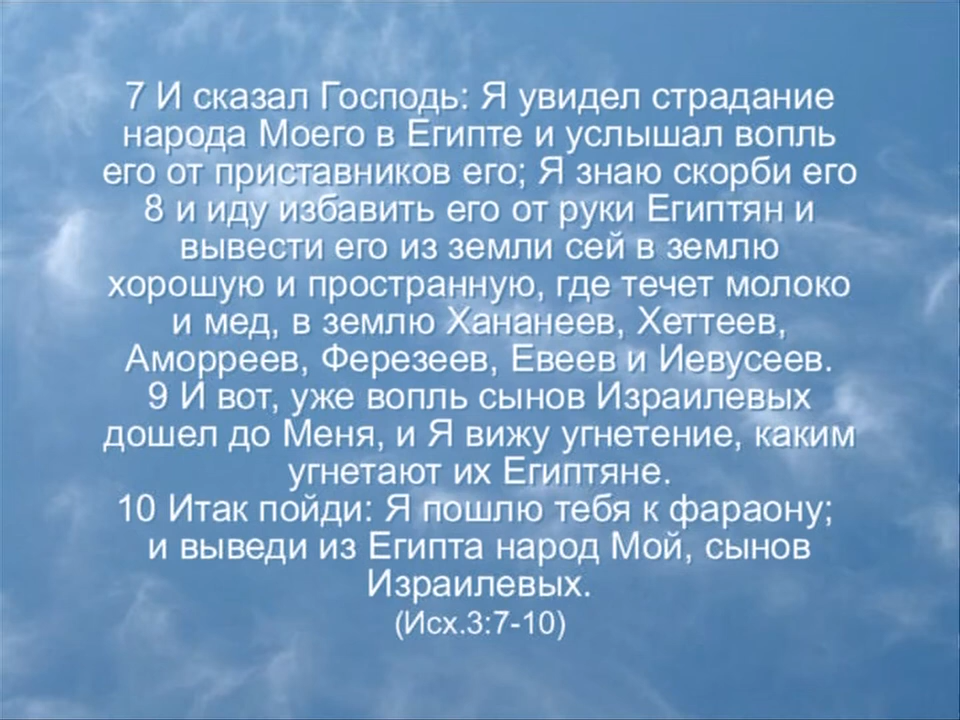 7 И сказал Господь: Я увидел страдание
народа Моего в Египте и услышал вопль
его от приставников его; Я знаю скорби его
8 и иду избавить его от руки Египтян и
вывести его из земли сей в землю
хорошую и пространную, где течет молоко
и мед, в землю Хананеев, Хеттеев,
Аморреев, Ферезеев, Евеев и Иевусеев.
9 И вот, уже вопль сынов Израилевых
дошел до Меня, и Я вижу угнетение, каким
угнетают их Египтяне.
10 Итак пойди: Я пошлю тебя к фараону;
и выведи из Египта народ Мой, сынов
Израилевых.
(Исх.3:7-10)